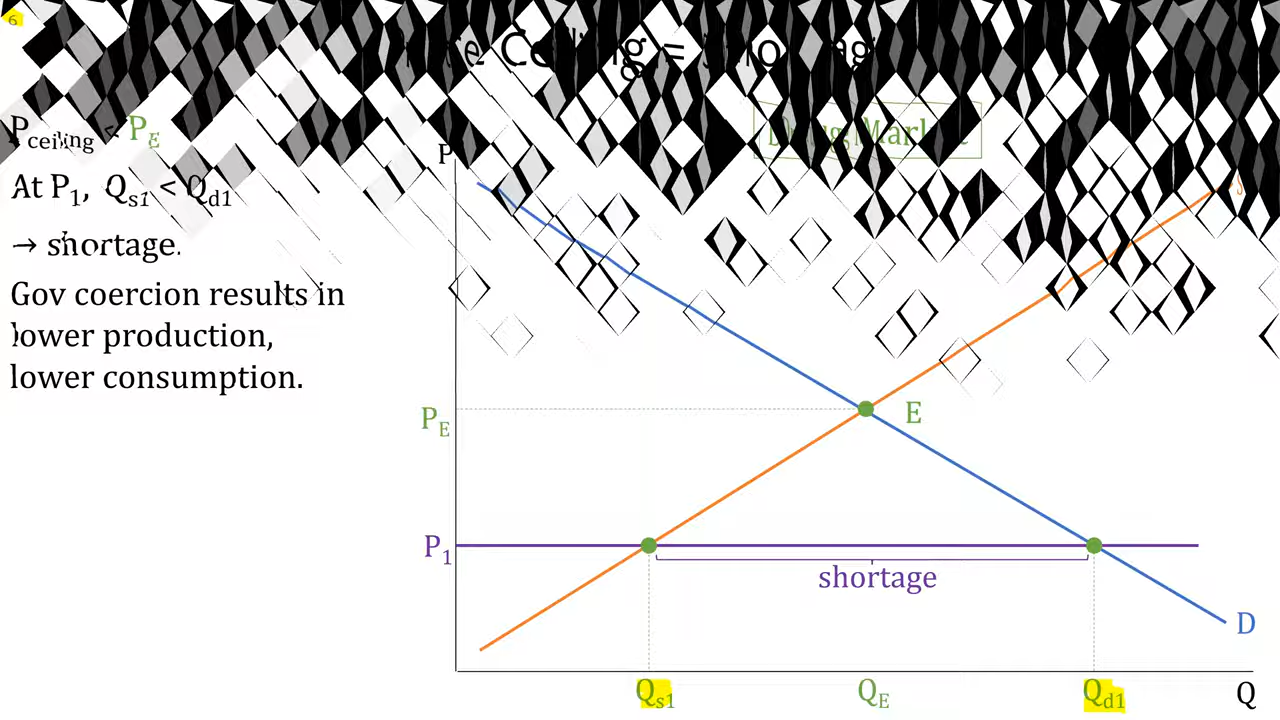 6
P
Pceiling < PE
At P1, Qs1 < Qd1
→ shortage.
Gov coercion results in
lower production,
lower consumption.
E
PE
P1
shortage
D
Qs1 QE Qd1 Q